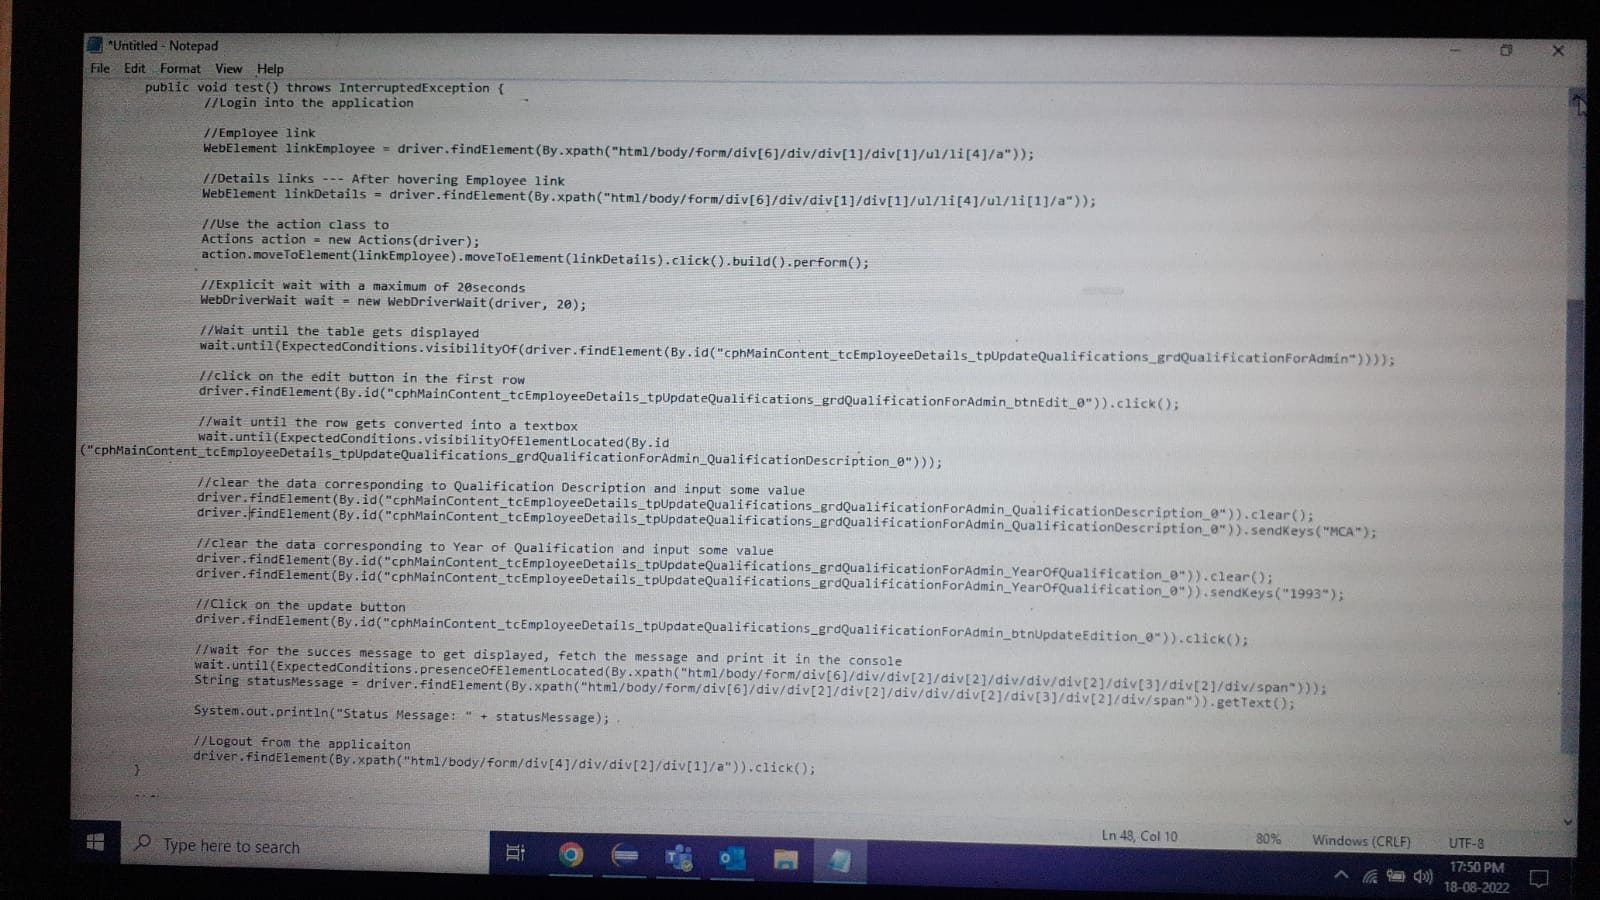 *Untitled - Notepad
File Edit Format View Help
public void test() throws InterruptedException {
//Login into the application
//Employee link
WebElement linkEmployee = driver.findElement(By.xpath("html/body/form/div[6]/div/div[1]/div[1]/ul/li[4]/a"));
//Details links --- After hovering Employee link
WebElement linkDetails = driver.findElement(By.xpath("html/body/form/div[6]/div/div[1]/div[1]/ul/li[4]/ul/li[1]/a"));
//Use the action class to
Actions action = new Actions(driver);
action.moveToElement(linkEmployee).moveToElement(linkDetails).click().build().perform();
//Explicit wait with a maximum of 20seconds
WebDriverWait wait = new WebDriverWait(driver, 20);
//Wait until the table gets displayed
wait.until(ExpectedConditions.visibilityOf(driver.findElement(By.id("cphMainContent_tcEmployeeDetails_tpUpdateQualifications_grdQualificationForAdmin"))));
//click on the edit button in the first row
driver.findElement(By.id("cphMainContent_tcEmployeeDetails_tpUpdateQualifications_grdQualificationForAdmin_btnEdit_0")).click();
//wait until the row gets converted into a textbox
wait.until(ExpectedConditions.visibilityOfElementLocated(By.id
("cphMainContent_tcEmployeeDetails_tpUpdateQualifications_grdQualificationForAdmin_QualificationDescription_0")));
//clear the data corresponding to Qualification Description and input some value
driver.findElement(By.id("cphMainContent_tcEmployeeDetails_tpUpdateQualifications_grdQualificationForAdmin_QualificationDescription_0")).clear();
driver.findElement(By.id("cphMainContent_tcEmployeeDetails_tpUpdateQualifications_grdQualificationForAdmin_QualificationDescription_0")).sendKeys("MCA");
//clear the data corresponding to Year of Qualification and input some value
driver.findElement(By.id("cphMainContent_tcEmployeeDetails_tpUpdateQualifications_grdQualificationForAdmin_YearOfQualification_0")).clear();
driver.findElement(By.id("cphMainContent_tcEmployeeDetails_tpUpdateQualifications_grdQualificationForAdmin_YearOfQualification_0")).sendKeys("1993");
//Click on the update button
driver.findElement(By.id("cphMainContent_tcEmployeeDetails_tpUpdateQualifications_grdQualificationForAdmin_btnUpdateEdition_0")).click();
//wait for the succes message to get displayed, fetch the message and print it in the console
wait.until(ExpectedConditions.presenceOfElementLocated(By.xpath("html/body/form/div[6]/div/div[2]/div[2]/div/div/div[2]/div[3]/div[2]/div/span")));
String statusMessage = driver.findElement(By.xpath("html/body/form/div[6]/div/div[2]/div[2]/div/div/div[2]/div[3]/div[2]/div/span")).getText();
System.out.println("Status Message: " + statusMessage);
//Logout from the applicaiton
driver.findElement(By.xpath("html/body/form/div[4]/div/div[2]/div[1]/a")).click();
}
Ln 48, Col 10 80% Windows (CRLF) UTF-8
Type here to search
17:50 PM
18-08-2022